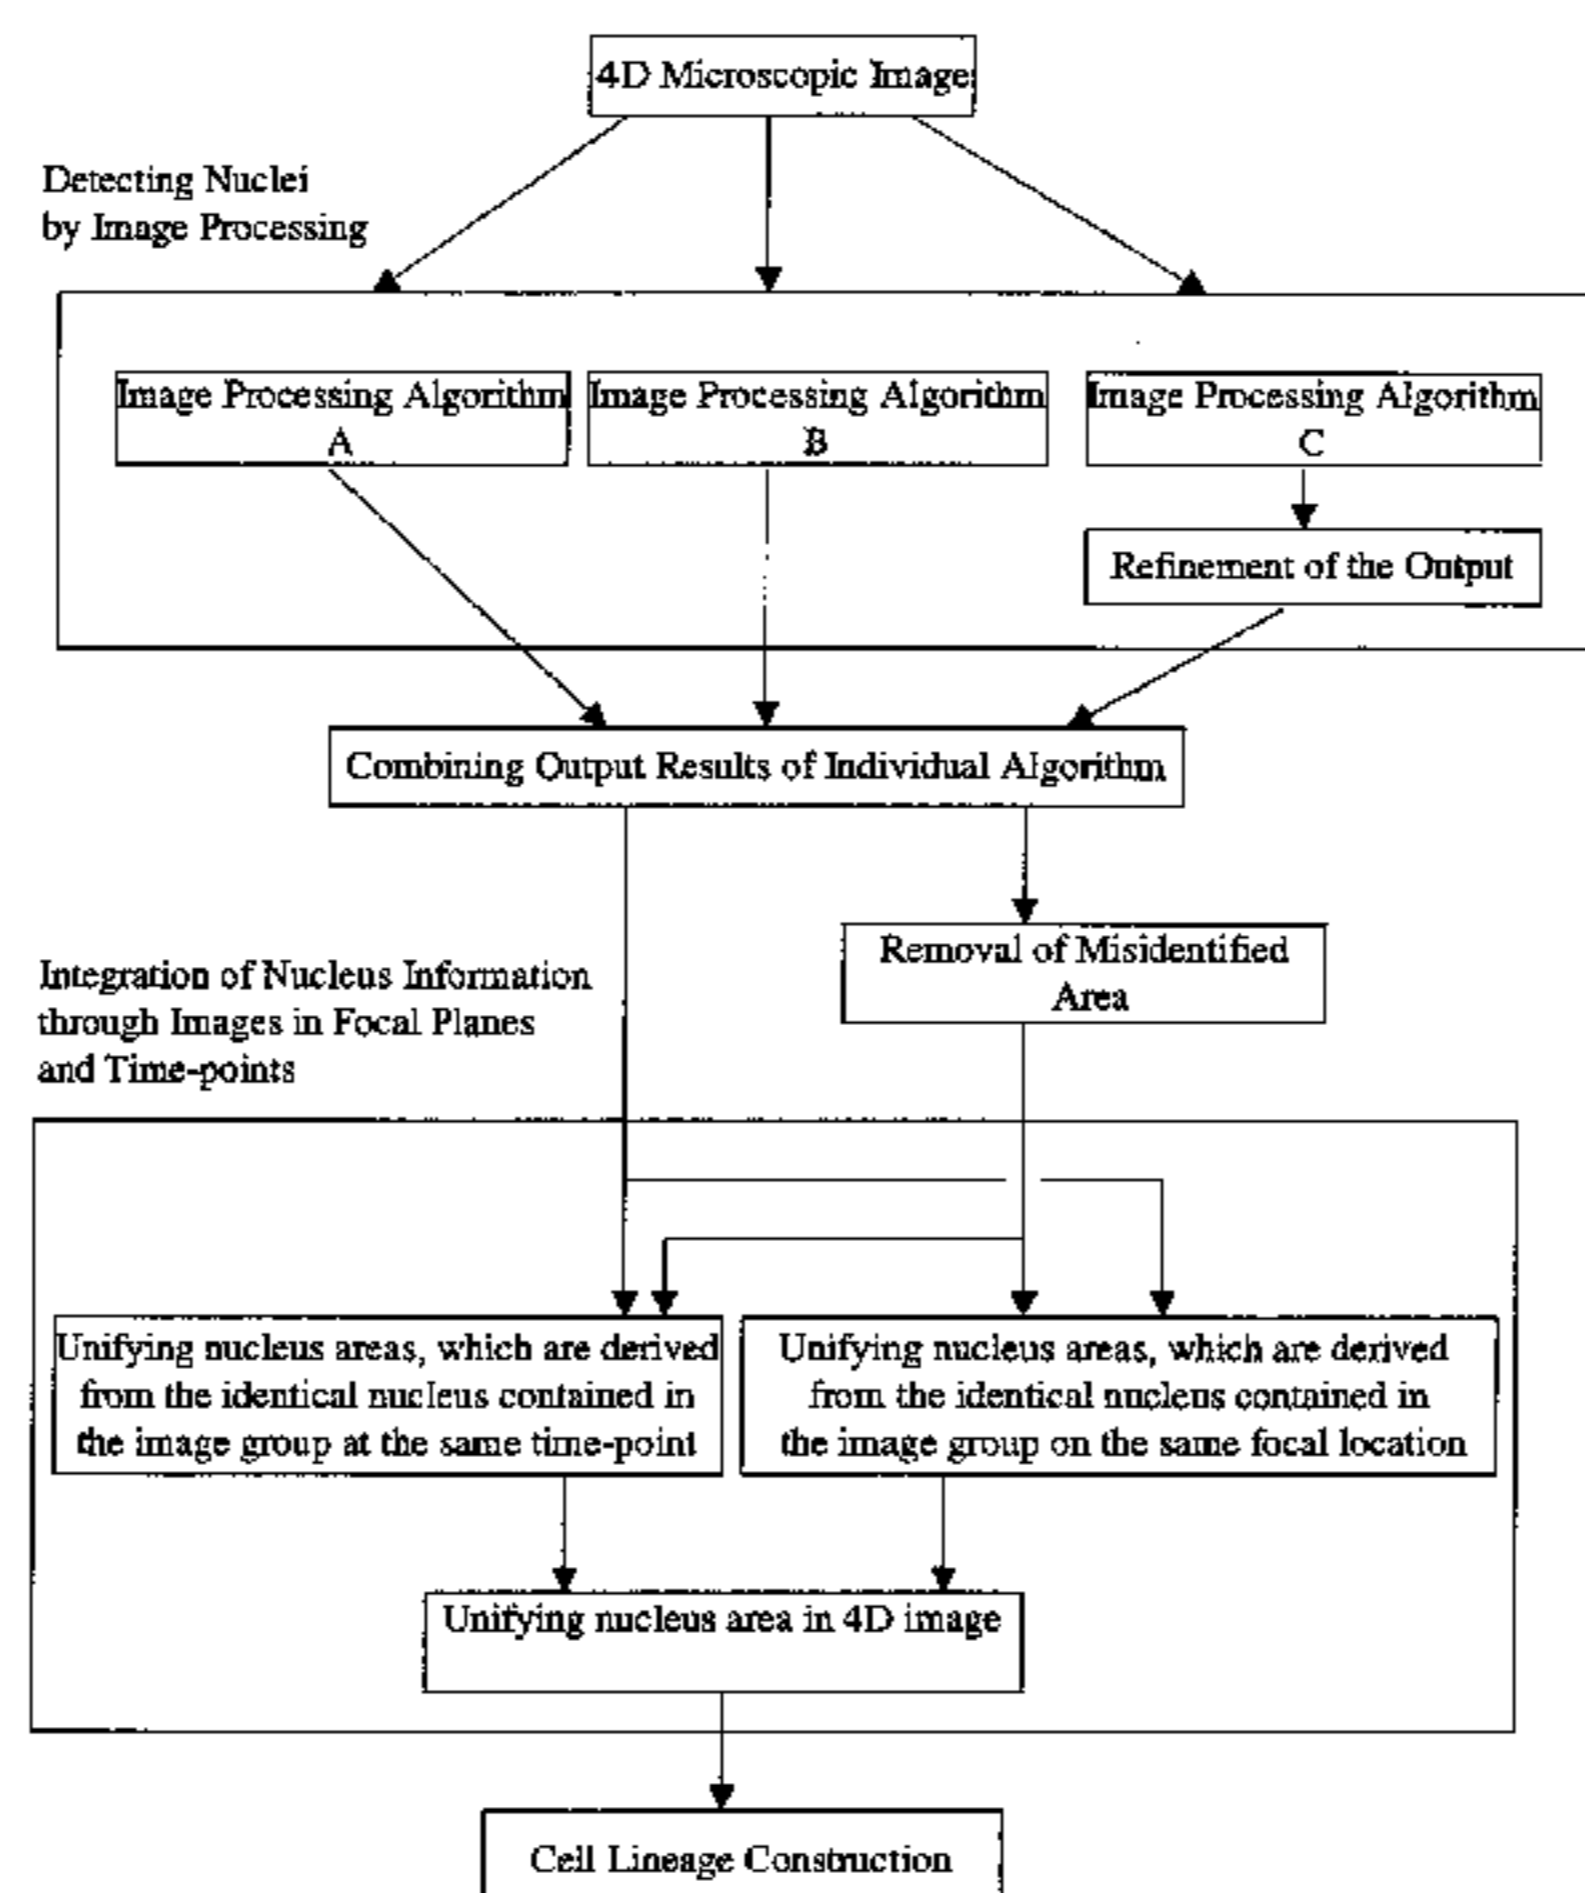 4D Microscopic Image
Detecting Nuclei
by Image Processing
Image Processing Algorithm
A
Image Processing Algorithm
B
Image Processing Algorithm
C
Refinement of the Output
Combining Output Results of Individual Algorithm
Removal of Misidentified
Area
Integration of Nucleus Information
through Images in Focal Planes
and Time-points
Unifying nucleus areas, which are derived
from the identical nucleus contained in
the image group at the same time-point
Unifying nucleus areas, which are derived
from the identical nucleus contained in
the image group on the same focal location
Unifying nucleus area in 4D image
Cell Lineage Construction